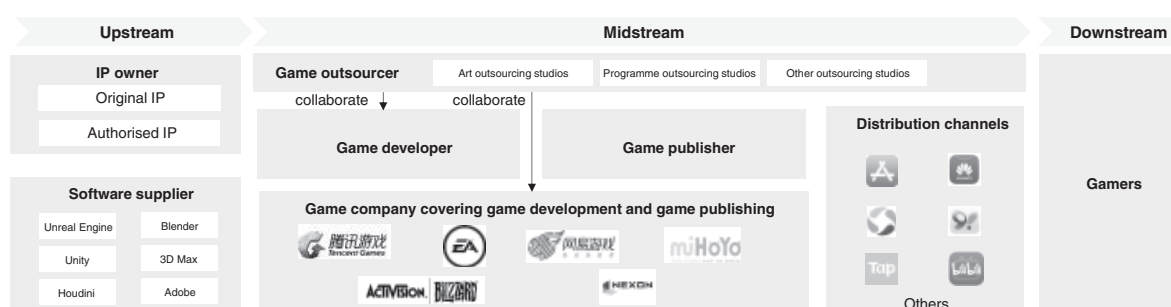 Upstream
Midstream
Downstream
IP owner
Original IP
Authorised IP
Software supplier
Unreal Engine
Blender
Unity
3D Max
Houdini
Adobe
Game outsourcer
Art outsourcing studios
Programme outsourcing studios
Other outsourcing studios
collaborate
collaborate
Game developer
Game publisher
Game company covering game development and game publishing
腾讯游戏
Tencent Games
EA
网易游戏
miHoYo
ACTIVISION
BLIZZARD
NEXON
Distribution channels
Tap
Others
Gamers